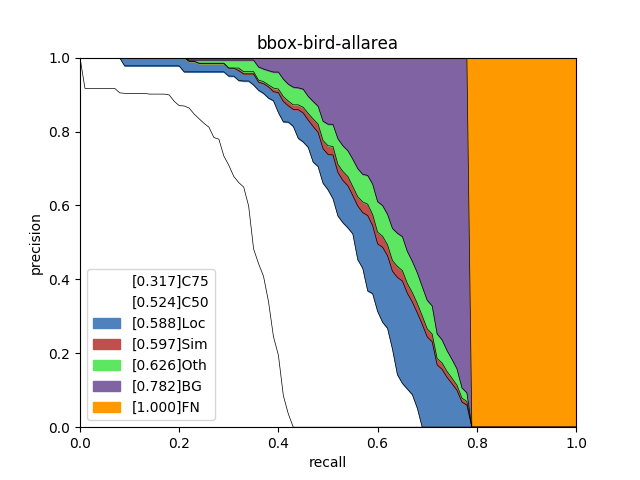 bbox-bird-allarea
1.0
0.8
0.6
0.4
0.2
0.0
precision
[0.317]C75
[0.524]C50
[0.588]Loc
[0.597]Sim
[0.626]Oth
[0.782]BG
[1.000]FN
0.0 0.2 0.4 0.6 0.8 1.0
recall